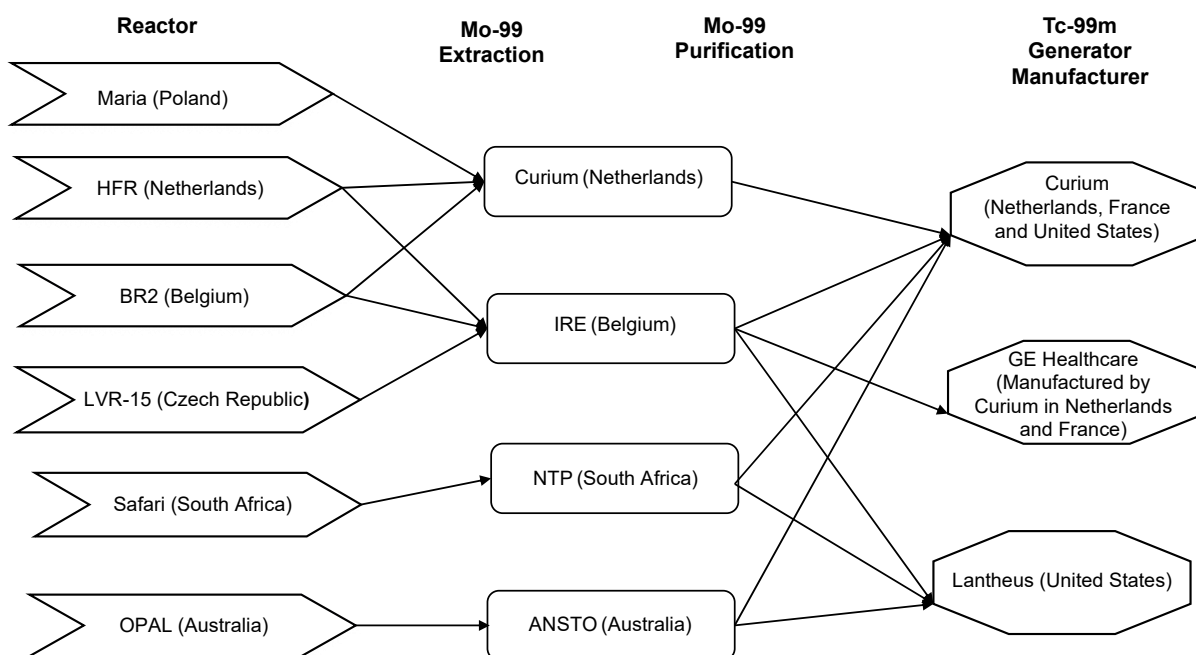 Reactor
Mo-99
Extraction
Mo-99
Purification
Tc-99m
Generator
Manufacturer
Maria (Poland)
HFR (Netherlands)
BR2 (Belgium)
LVR-15 (Czech Republic)
Safari (South Africa)
OPAL (Australia)
Curium (Netherlands)
IRE (Belgium)
NTP (South Africa)
ANSTO (Australia)
Curium
(Netherlands, France
and United States)
GE Healthcare
(Manufactured by
Curium in Netherlands
and France)
Lantheus (United States)